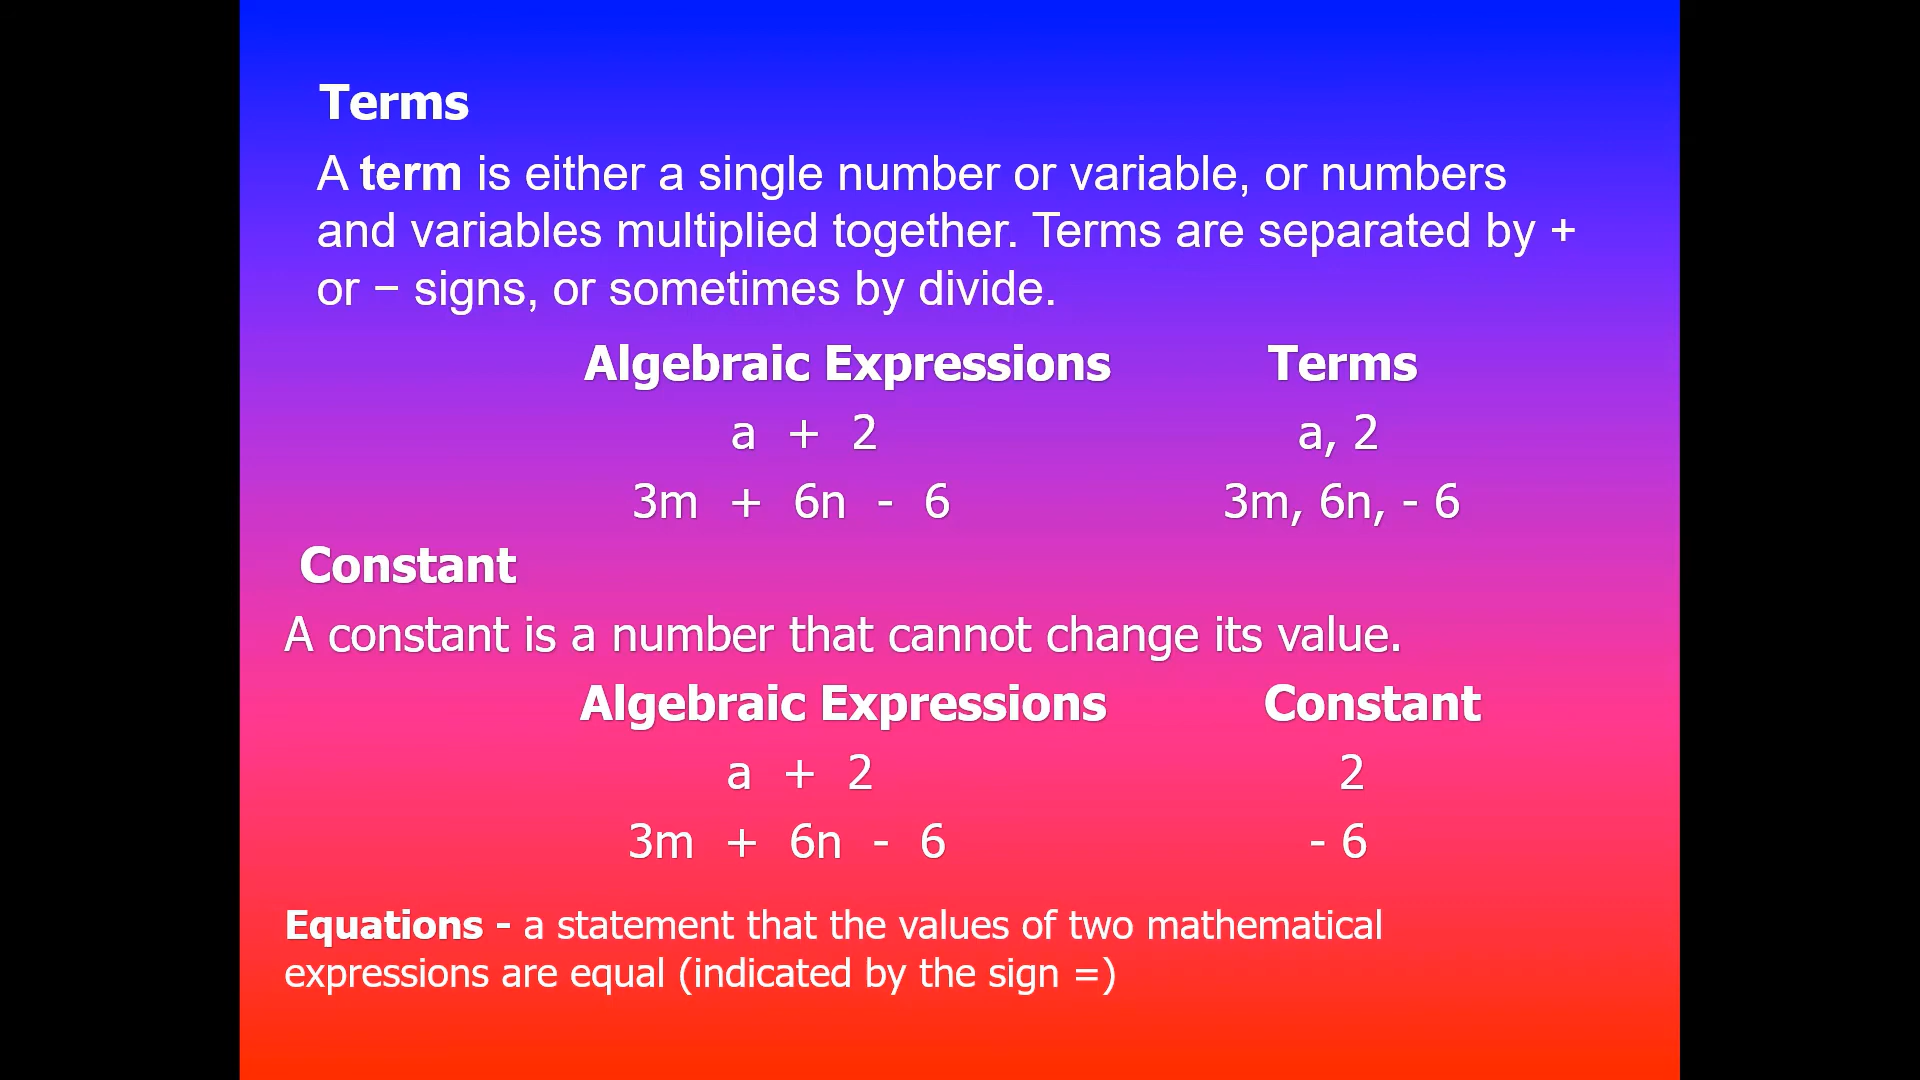 Terms
A term is either a single number or variable, or numbers
and variables multiplied together. Terms are separated by +
or − signs, or sometimes by divide.
Algebraic Expressions Terms
a + 2 a, 2
3m + 6n - 6 3m, 6n, - 6
Constant
A constant is a number that cannot change its value.
Algebraic Expressions Constant
a + 2 2
3m + 6n - 6 - 6
Equations - a statement that the values of two mathematical
expressions are equal (indicated by the sign =)